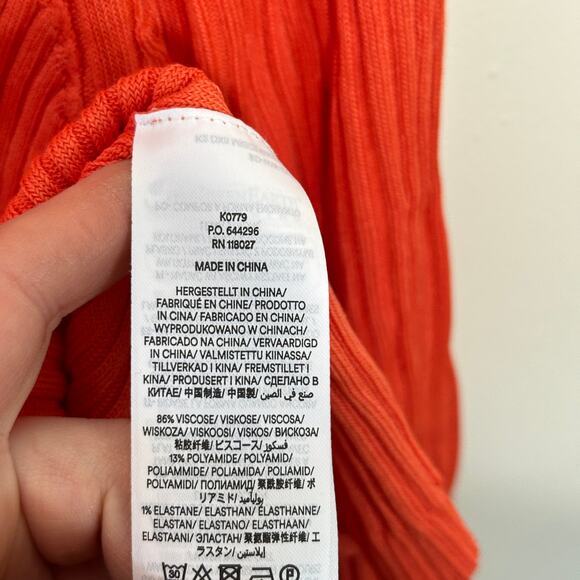 K0779
P.O. 644296
RN 118027
MADE IN CHINA
HERGESTELLT IN CHINA/
FABRIQUÉ EN CHINE/ PRODOTTO
IN CINA/ FABRICADO EN CHINA/
WYPRODUKOWANO W CHINACH/
FABRICADO NA CHINA/ VERVAARDIGD
IN CHINA/ VALMISTETTU KIINASSA/
TILLVERKAD I KINA/ FREMSTILLET I
KINA/ PRODUSERT I KINA/ СДЕЛАНО В
КИТАЕ/ 中国制造/ 中国製/ صنع في الصين
86% VISCOSE/ VISKOSE/ VISCOSA/
WISKOZA/ VISKOOSI/ VISKOS/ ВИСКОЗА/
粘胶纤维/ ビスコース/ فسكوز
13% POLYAMIDE/ POLYAMID/
POLIAMMIDE/ POLIAMIDA/ POLIAMID/
POLYAMIDI/ ПОЛИАМИД/ 聚酰胺纤维/ ポ
リアミド/ بولياميد
1% ELASTANE/ ELASTHAN/ ELASTHANNE/
ELASTAN/ ELASTANO/ ELASTHAAN/
ELASTAANI/ ЭЛАСТАН/ 聚氨酯弹性纤维/ エ
ラスタン/ إيلاستين
30
P